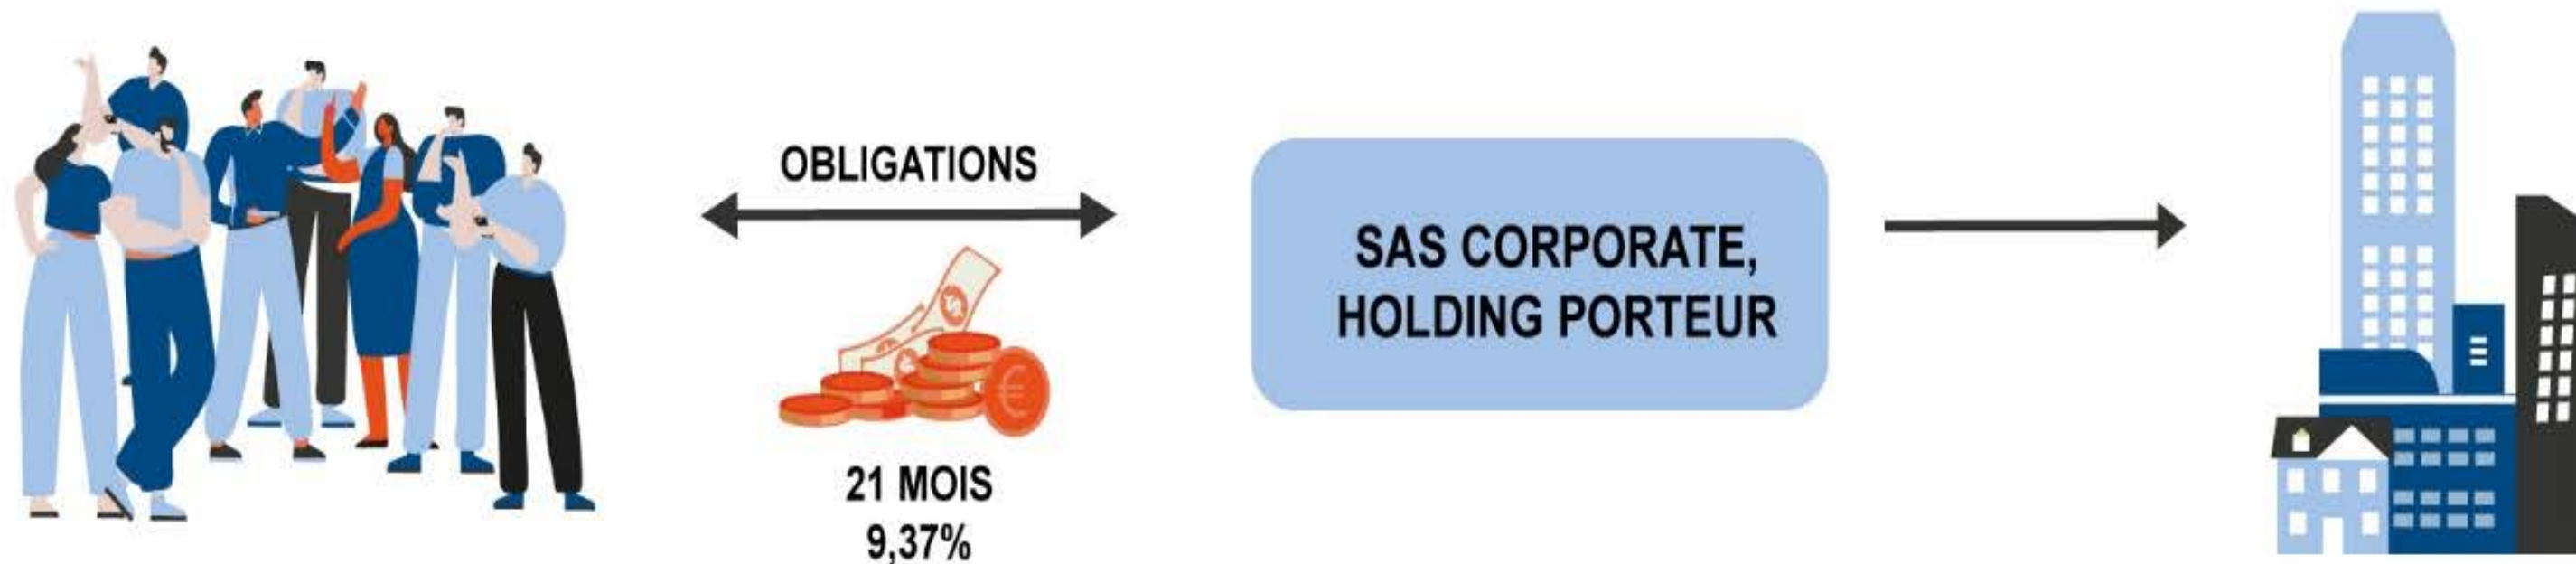 OBLIGATIONS
21 MOIS
9,37%
SAS CORPORATE,
HOLDING PORTEUR